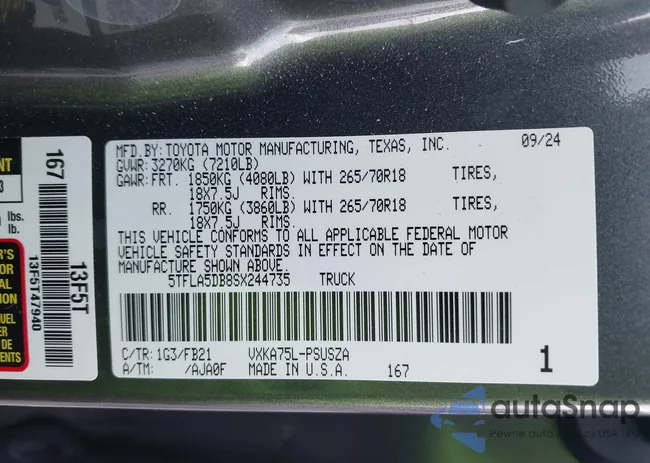 MFD.BY:TOYOTA MOTOR MANUFACTURING, TEXAS, INC. 09/24
GVWR:3270KG (7210LB)
GAWR:FRT. 1850KG (4080LB) WITH 265/70R18 TIRES,
18X7.5J RIMS.
RR. 1750KG (3860LB) WITH 265/70R18 TIRES,
18X7.5J RIMS.
THIS VEHICLE CONFORMS TO ALL APPLICABLE FEDERAL MOTOR
VEHICLE SAFETY STANDARDS IN EFFECT ON THE DATE OF
MANUFACTURE SHOWN ABOVE.
5TFLA5DB8SX244735 TRUCK
C/TR:1G3/FB21 VXKA75L-PSUSZA
A/TM: /AJA0F MADE IN U.S.A. 167 1
167
13F5T
13F5T47940
lbs.
lb.
autoSnap